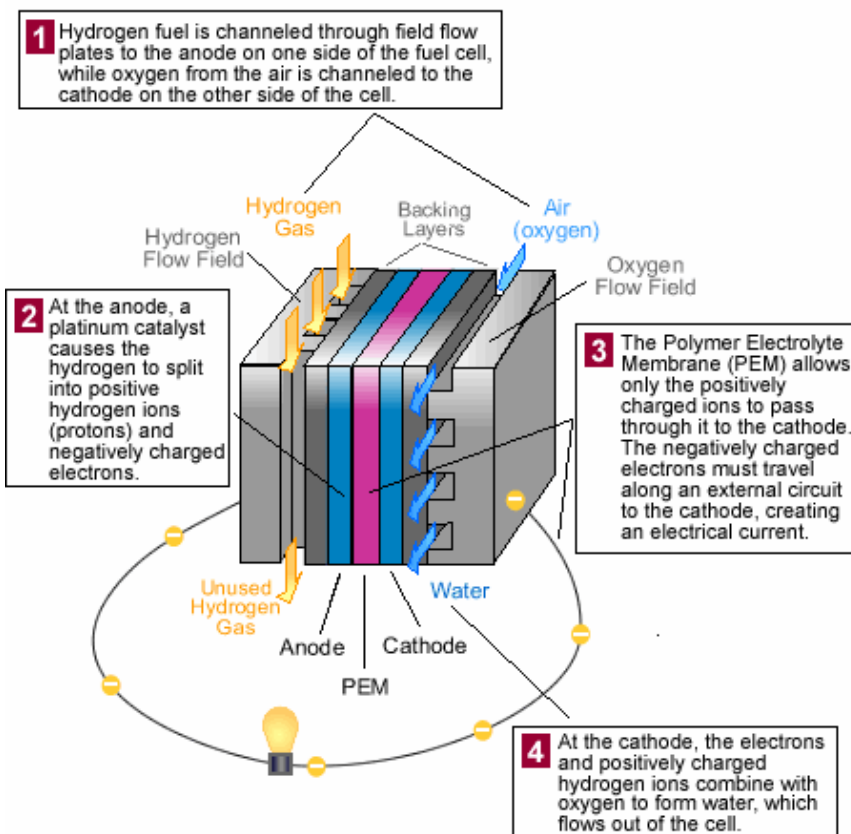 1 Hydrogen fuel is channeled through field flow
plates to the anode on one side of the fuel cell,
while oxygen from the air is channeled to the
cathode on the other side of the cell.
Hydrogen
Gas
Backing
Layers
Air
(oxygen)
Hydrogen
Flow Field
Oxygen
Flow Field
2 At the anode, a
platinum catalyst
causes the
hydrogen to split
into positive
hydrogen ions
(protons) and
negatively charged
electrons.
3 The Polymer Electrolyte
Membrane (PEM) allows
only the positively
charged ions to pass
through it to the cathode.
The negatively charged
electrons must travel
along an external circuit
to the cathode, creating
an electrical current.
Unused
Hydrogen
Gas
Water
Anode
Cathode
PEM
4 At the cathode, the electrons
and positively charged
hydrogen ions combine with
oxygen to form water, which
flows out of the cell.